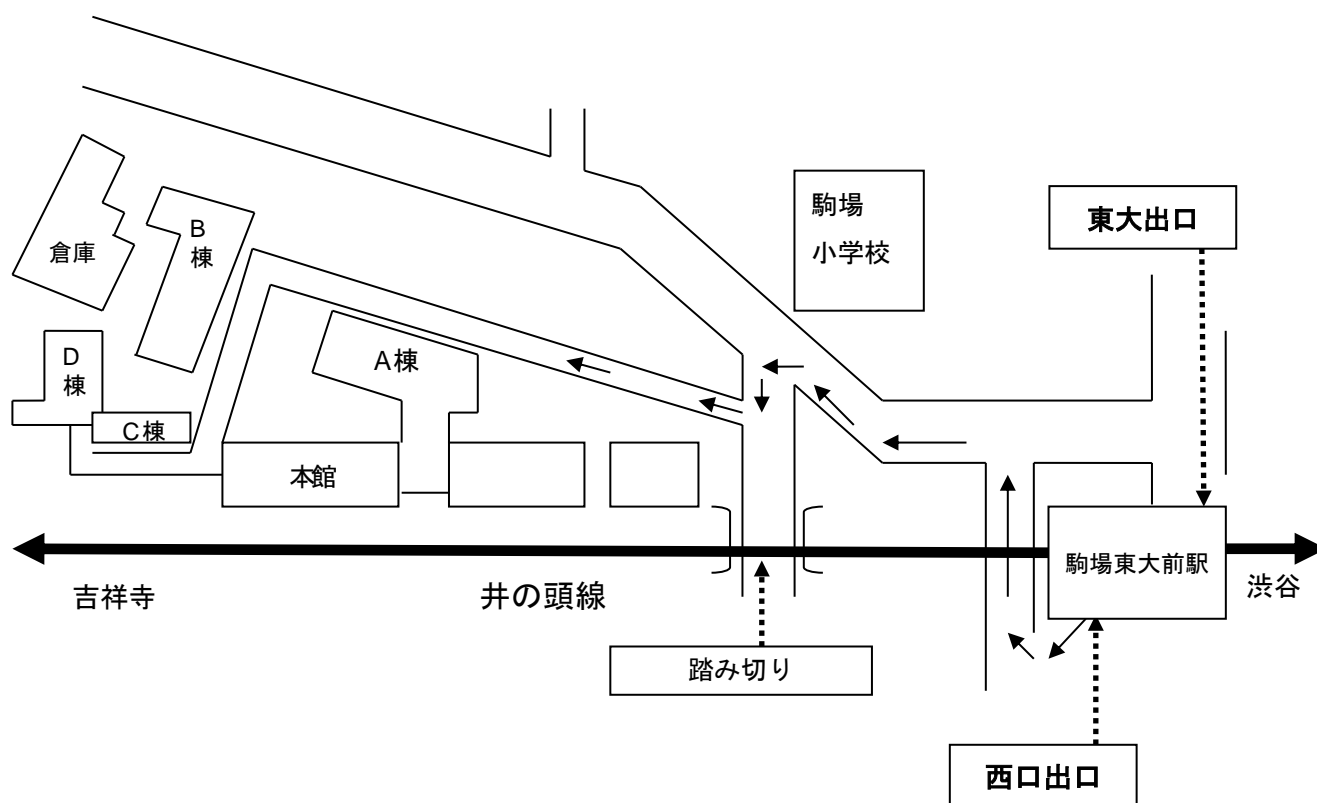 駒場
小学校
東大出口
倉庫
B
棟
D
棟
A棟
C棟
本館
駒場東大前駅
吉祥寺
井の頭線
渋谷
踏み切り
西口出口